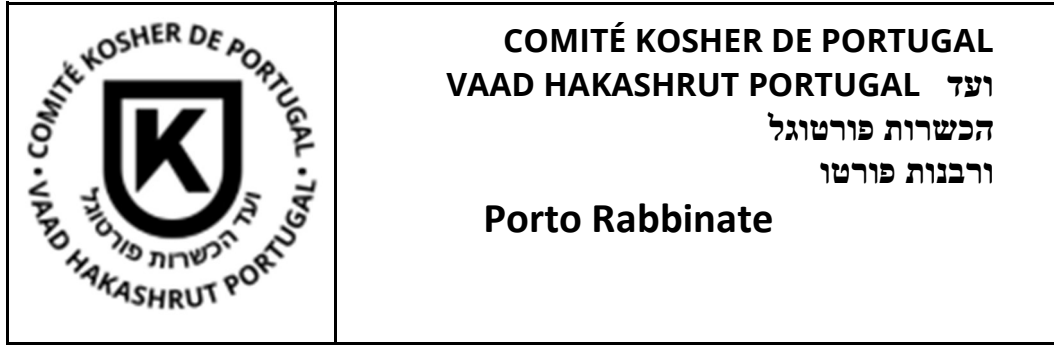 COMITÉ KOSHER DE PORTUGAL
• VAAD HAKASHRUT PORTUGAL •
K
ועד הכשרות פורטוגל
COMITÉ KOSHER DE PORTUGAL
VAAD HAKASHRUT PORTUGAL ועד
הכשרות פורטוגל
ורבנות פורטו
Porto Rabbinate